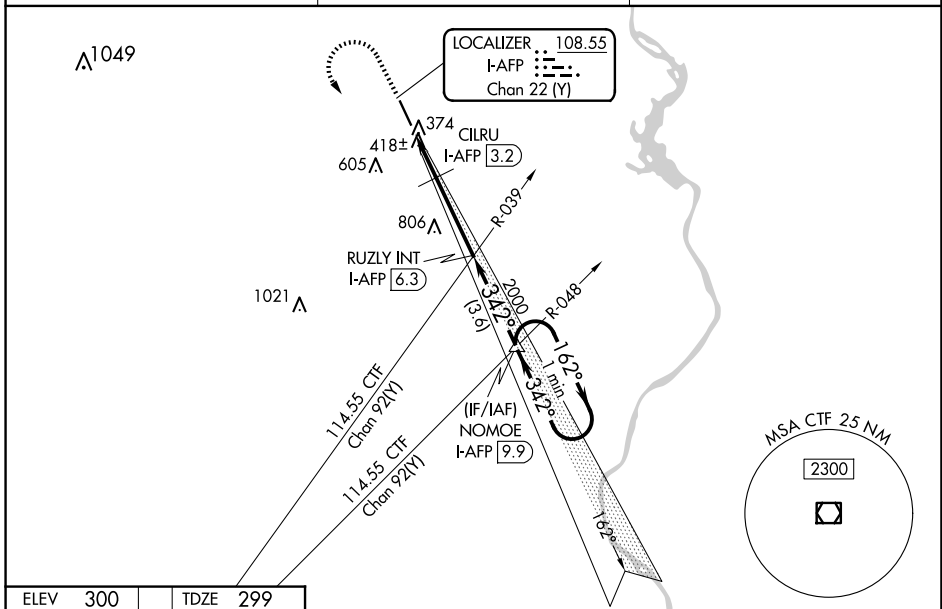 1049
LOCALIZER 108.55
I-AFP
Chan 22 (Y)
374
418±
CILRU
I-AFP 3.2
605
R-039
806
RUZLY INT
I-AFP 6.3
1021
2000
342°
(3.6)
R-048
162°
1 min
342°
(IF/IAF)
NOMOE
I-AFP 9.9
114.55 CTF
Chan 92(Y)
114.55 CTF
Chan 92(Y)
162°
MSA CTF 25 NM
2300
ELEV 300
TDZE 299